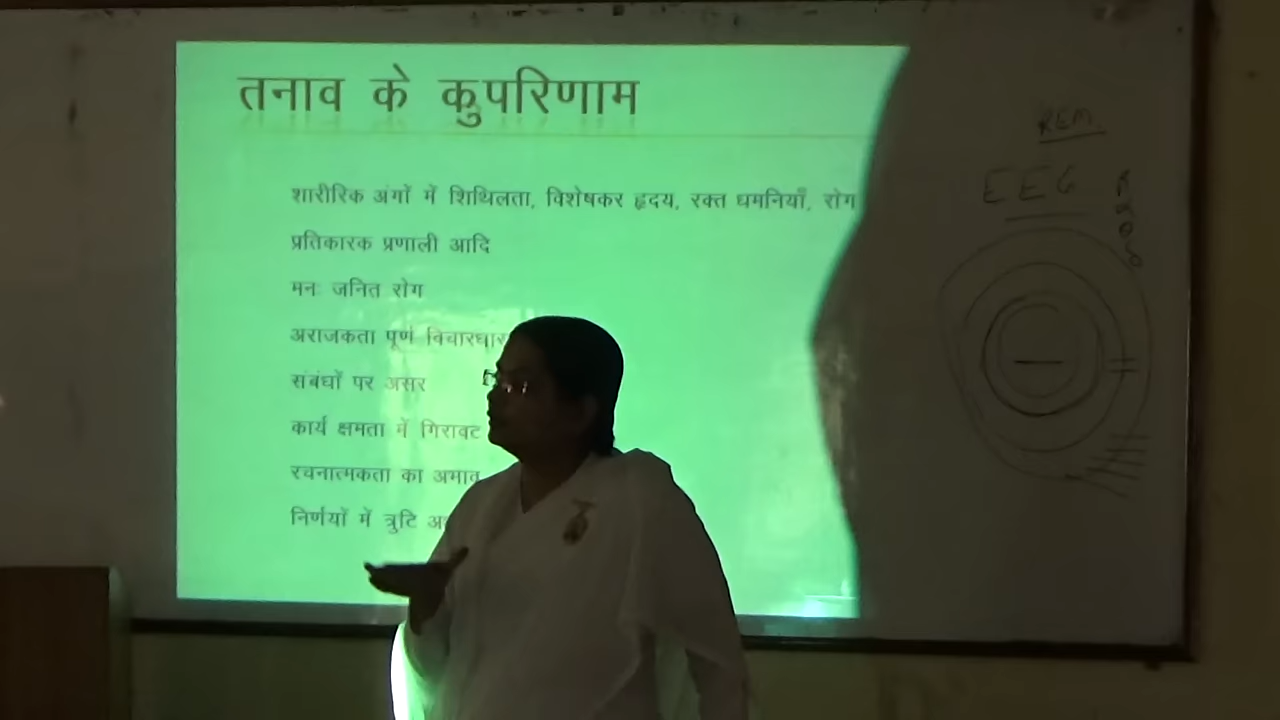 तनाव के कुपरिणाम
शारीरिक अंगों में शिथिलता, विशेषकर हृदय, रक्त धमनियाँ, रोग
प्रतिकारक प्रणाली आदि
मनः जनित रोग
अराजकता पूर्ण
संबंघों पर असर
कार्य क्षमता में गिरावट
रचनात्मकता का अभाव
निर्णयों में त्रुटि
REM
EEG